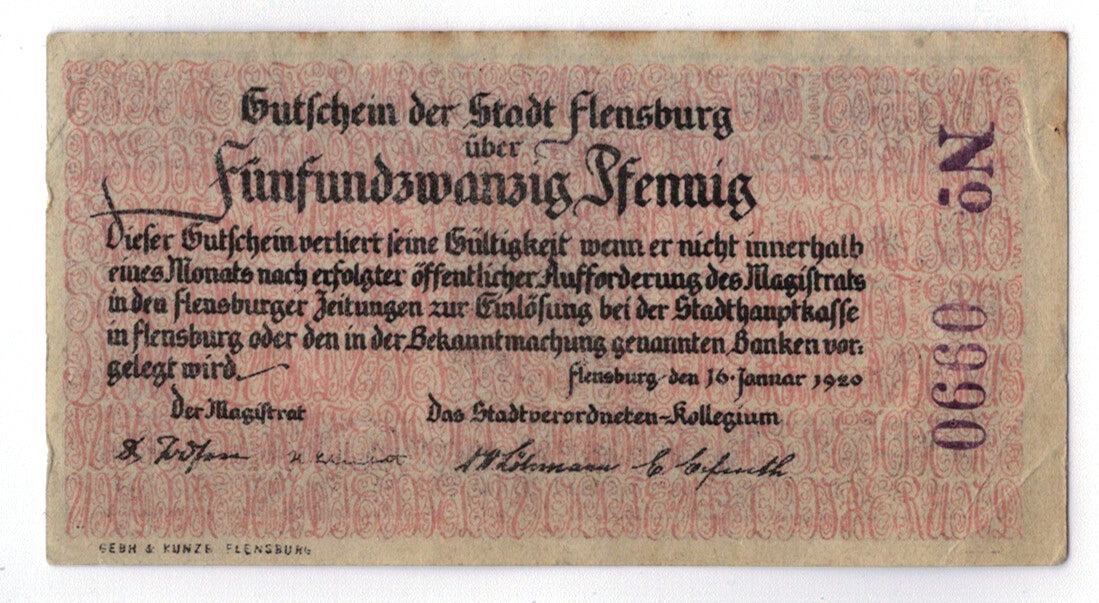 Gutschein der Stadt Flensburg
über
Fünfundzwanzig Pfennig
Dieser Gutschein verliert seine Gültigkeit wenn er nicht innerhalb
eines Monats nach erfolgter öffentlicher Aufforderung des Magistrats
in den Flensburger Zeitungen zur Einlösung bei der Stadthauptkasse
in Flensburg oder den in der Bekanntmachung genannten Banken vor=
gelegt wird.
Flensburg den 16. Januar 1920
Der Magistrat Das Stadtverordneten-Kollegium
Löhmann
GEBR & KUNZE FLENSBURG
No 0660